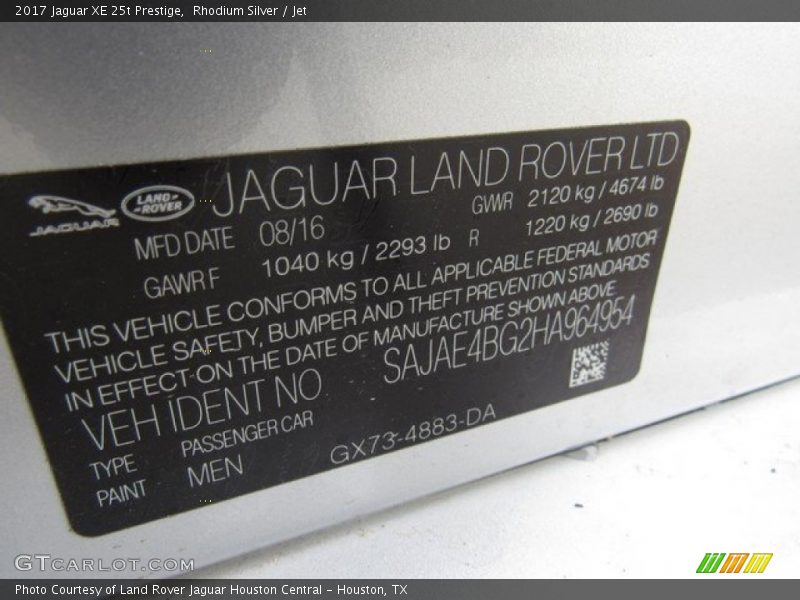 2017 Jaguar XE 25t Prestige, Rhodium Silver / Jet
JAGUAR LAND ROVER JAGUAR LAND ROVER LTD
MFD DATE 08/16 GWR 2120 kg / 4674 lb
GAWR F 1040 kg / 2293 lb R 1220 kg / 2690 lb
THIS VEHICLE CONFORMS TO ALL APPLICABLE FEDERAL MOTOR
VEHICLE SAFETY, BUMPER AND THEFT PREVENTION STANDARDS
IN EFFECT ON THE DATE OF MANUFACTURE SHOWN ABOVE
VEH IDENT NO SAJAE4BG2HA964954
TYPE PASSENGER CAR
PAINT MEN GX73-4883-DA
GTCARLOT.COM
Photo Courtesy of Land Rover Jaguar Houston Central - Houston, TX